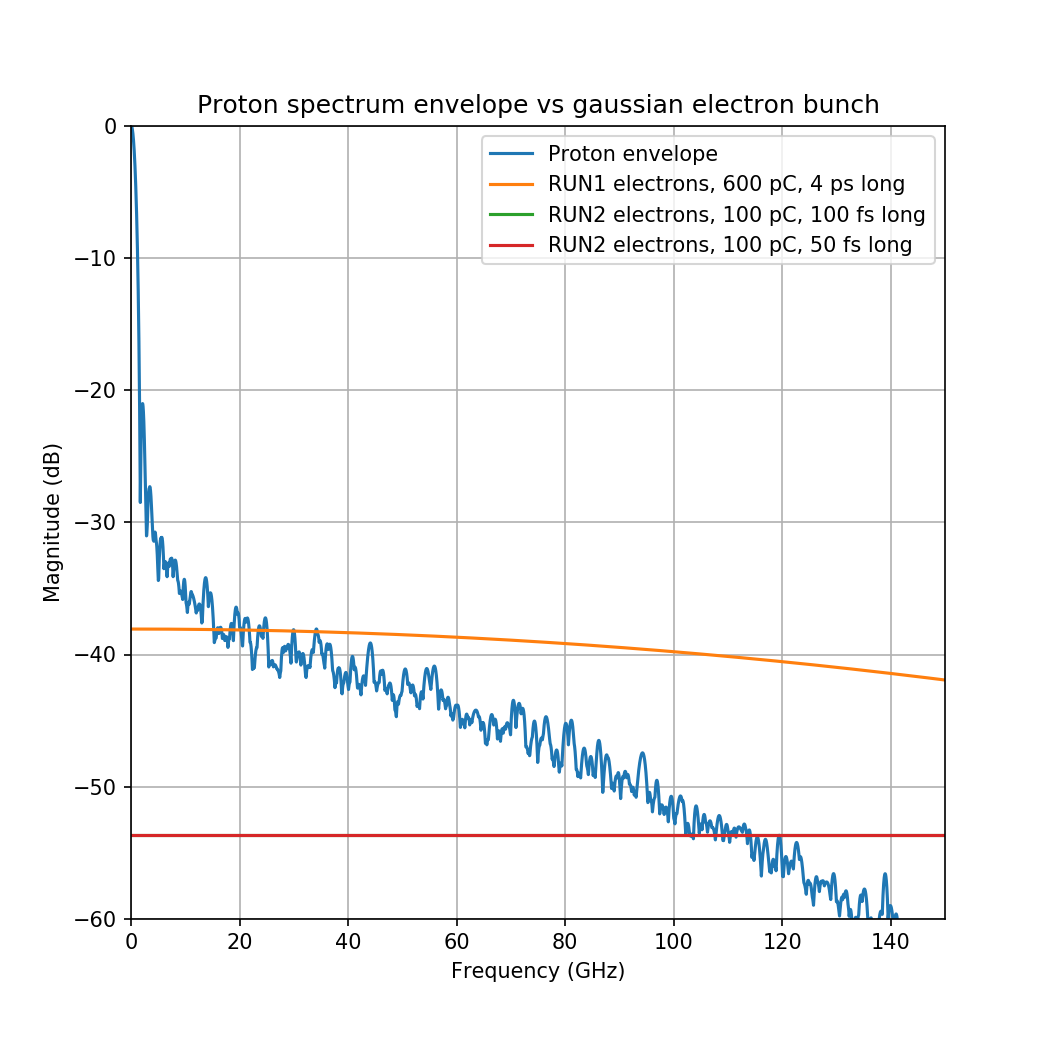 Proton spectrum envelope vs gaussian electron bunch
0
−10
−20
−30
−40
−50
−60
Magnitude (dB)
Proton envelope
RUN1 electrons, 600 pC, 4 ps long
RUN2 electrons, 100 pC, 100 fs long
RUN2 electrons, 100 pC, 50 fs long
0 20 40 60 80 100 120 140
Frequency (GHz)